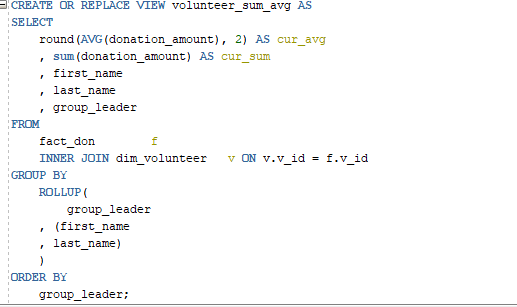 CREATE OR REPLACE VIEW volunteer_sum_avg AS
SELECT
round(AVG(donation_amount), 2) AS cur_avg
, sum(donation_amount) AS cur_sum
, first_name
, last_name
, group_leader
FROM
fact_don f
INNER JOIN dim_volunteer v ON v.v_id = f.v_id
GROUP BY
ROLLUP(
group_leader
, (first_name
, last_name)
)
ORDER BY
group_leader;